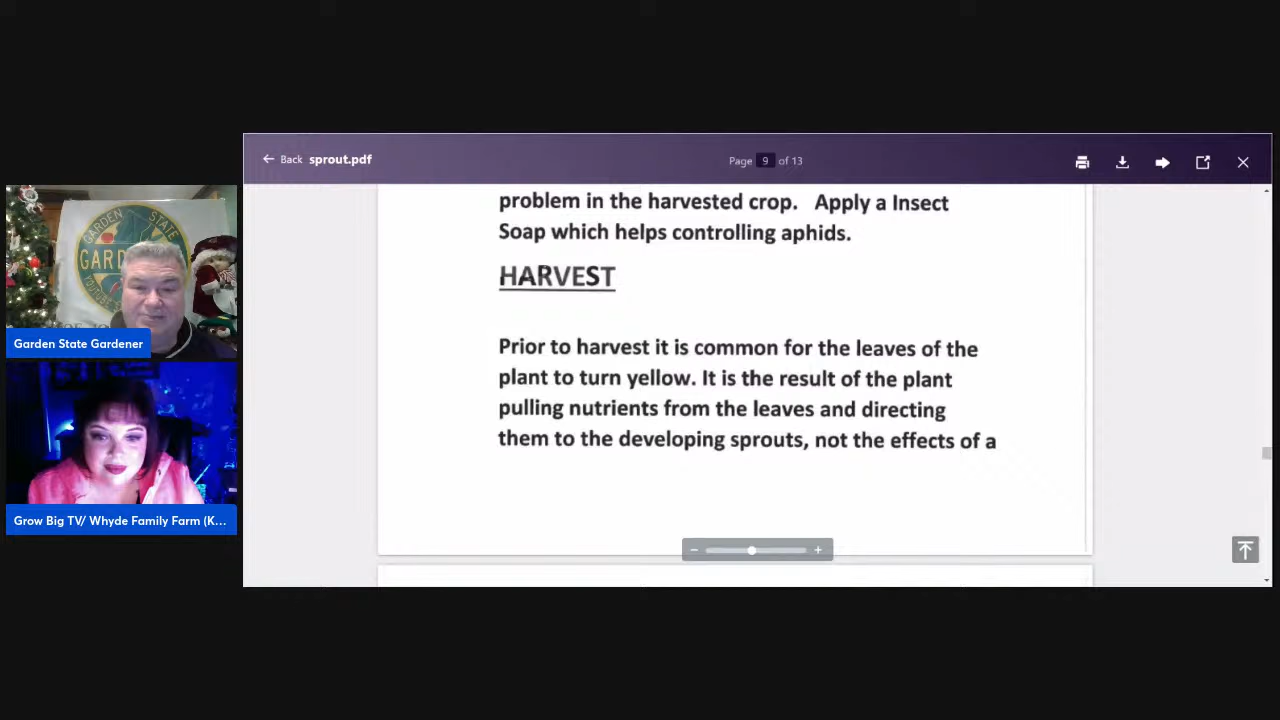 Back sprout.pdf
Page 9 of 13
problem in the harvested crop. Apply a Insect
Soap which helps controlling aphids.
HARVEST
Prior to harvest it is common for the leaves of the
plant to turn yellow. It is the result of the plant
pulling nutrients from the leaves and directing
them to the developing sprouts, not the effects of a
GARDEN STATE
GARD
Garden State Gardener
Grow Big TV/ Whyde Family Farm (K...